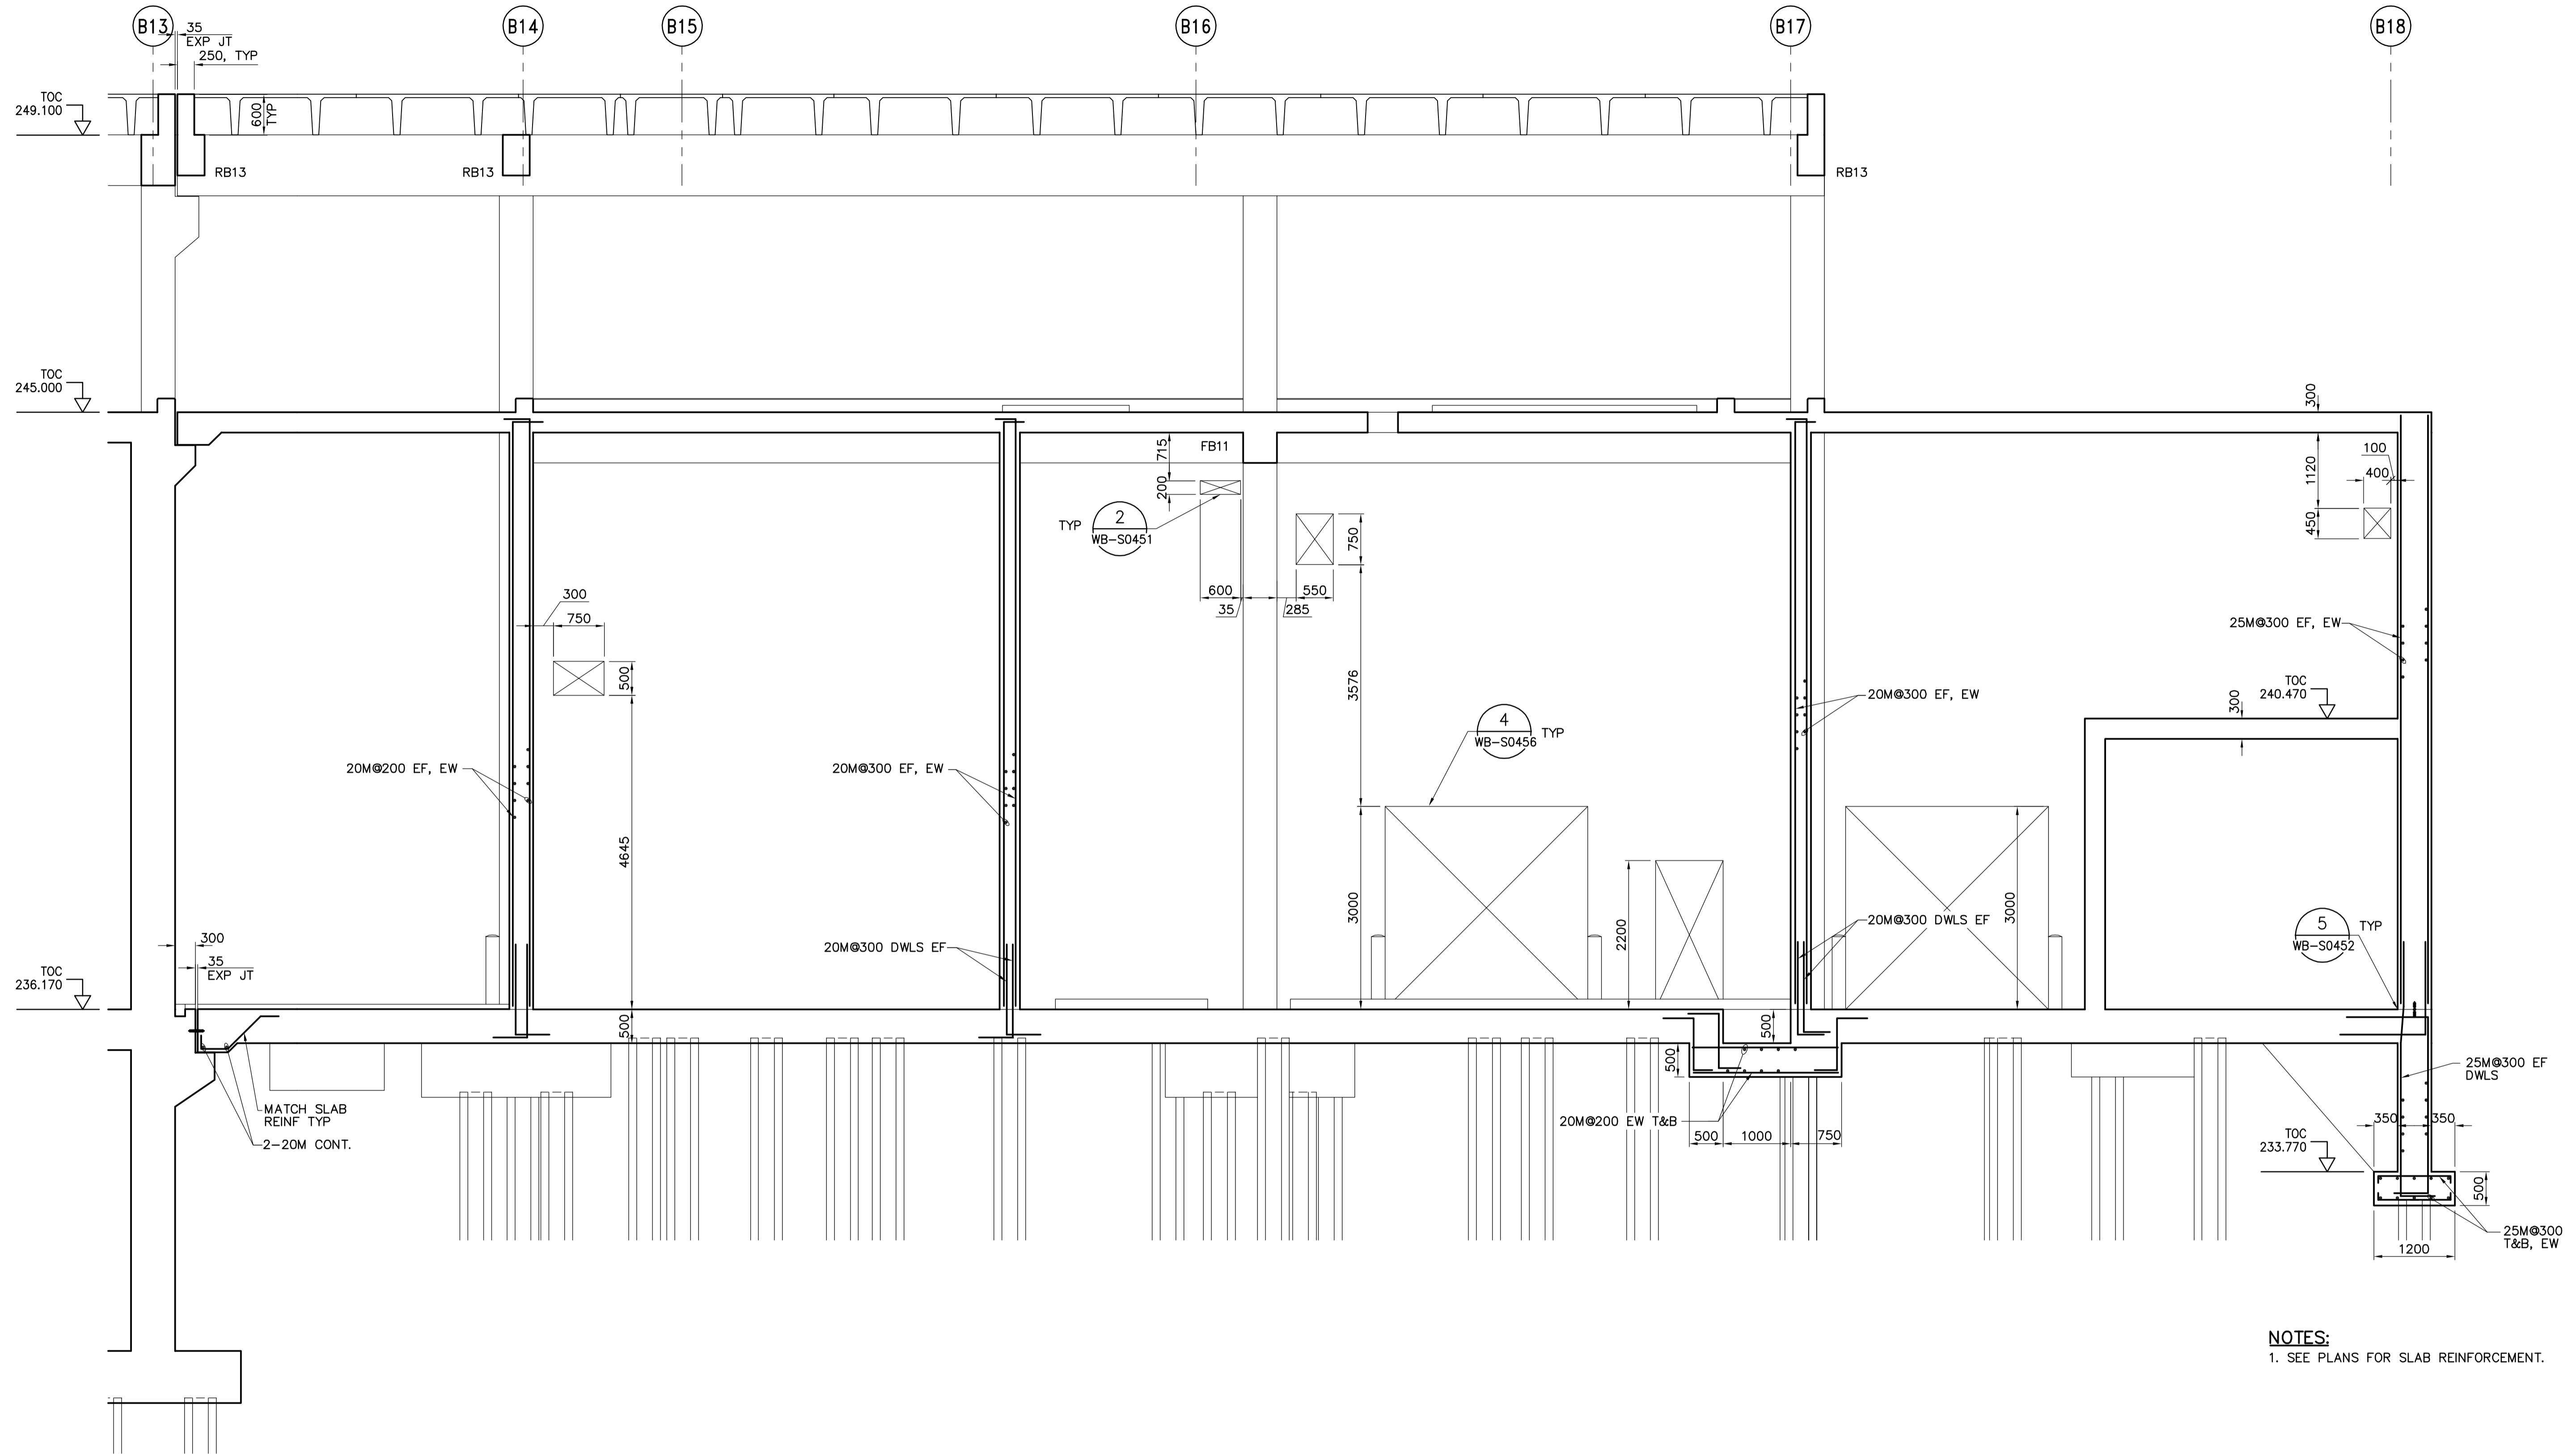 B13
B14
B15
B16
B17
B18
35
EXP JT
250, TYP
TOC
249.100
600
TYP
RB13
RB13
RB13
TOC
245.000
300
715
FB11
200
100
400
1120
450
TYP
2
WB-S0451
750
600
550
35
285
300
750
500
25M@300 EF, EW
3576
20M@300 EF, EW
TOC
240.470
300
4
WB-S0456
TYP
20M@200 EF, EW
20M@300 EF, EW
4645
3000
3000
2200
20M@300 DWLS EF
20M@300 DWLS EF
5
WB-S0452
TYP
300
35
EXP JT
TOC
236.170
500
500
500
25M@300 EF
DWLS
MATCH SLAB
REINF TYP
2-20M CONT.
20M@200 EW T&B
500
1000
750
350
350
TOC
233.770
500
25M@300
T&B, EW
1200
NOTES:
1. SEE PLANS FOR SLAB REINFORCEMENT.